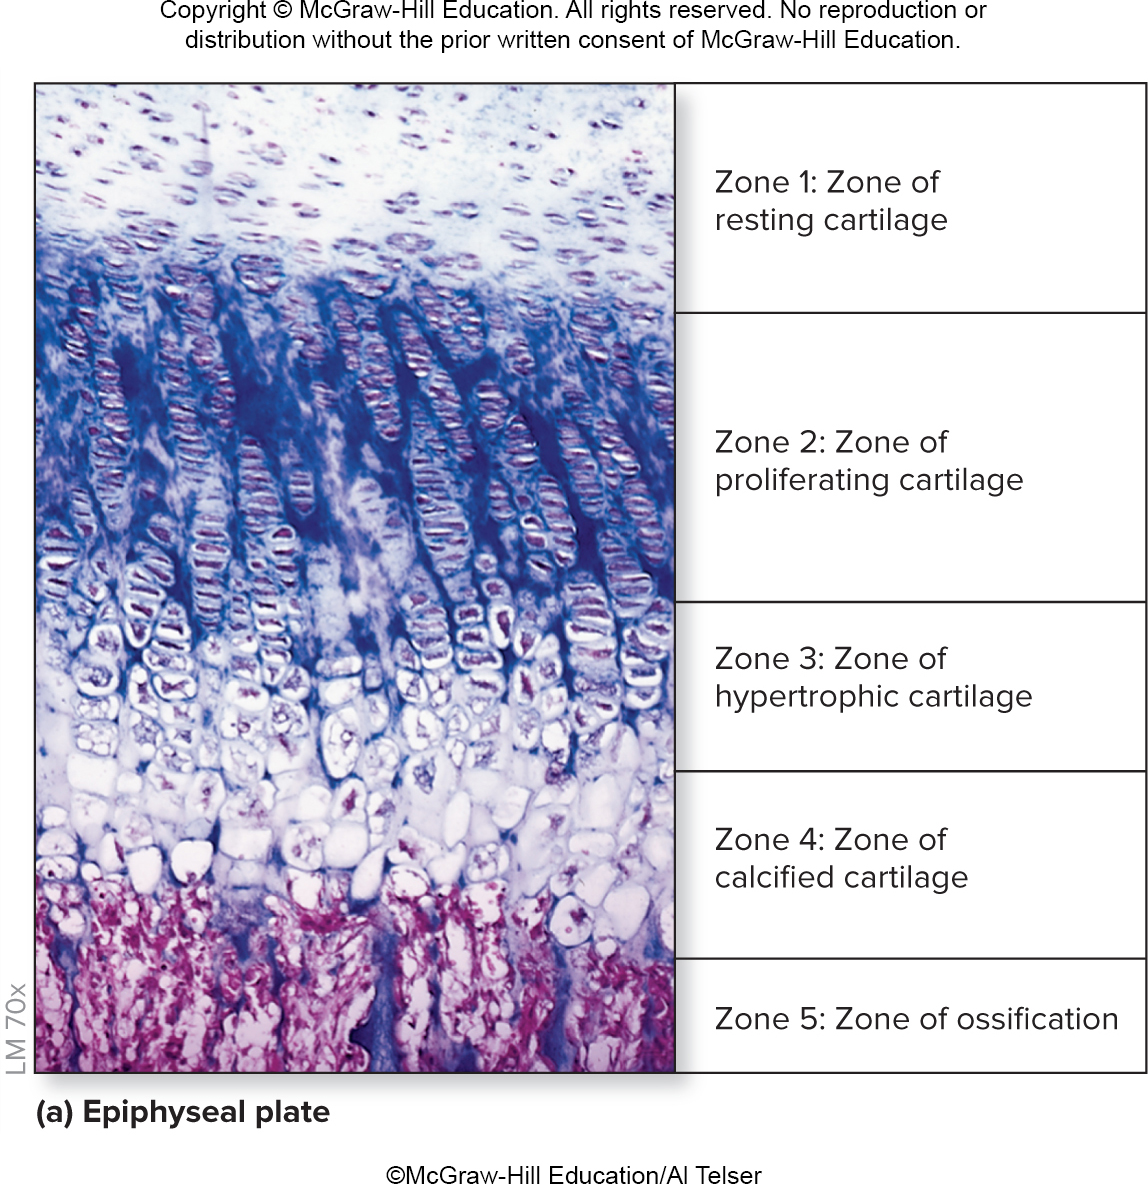 Copyright © McGraw-Hill Education. All rights reserved. No reproduction or
distribution without the prior written consent of McGraw-Hill Education.
Zone 1: Zone of
resting cartilage
Zone 2: Zone of
proliferating cartilage
Zone 3: Zone of
hypertrophic cartilage
Zone 4: Zone of
calcified cartilage
Zone 5: Zone of ossification
LM 70x
(a) Epiphyseal plate
©McGraw-Hill Education/Al Telser